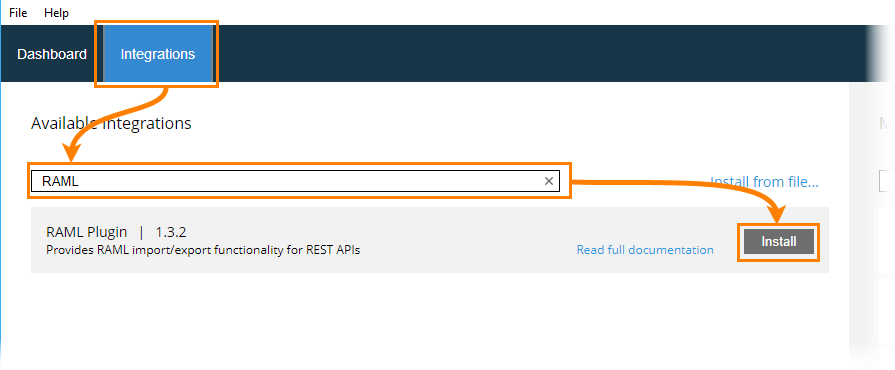 File Help
Dashboard Integrations
Available Integrations
RAML ×
Install from file...
RAML Plugin | 1.3.2
Install
Provides RAML import/export functionality for REST APIs
Read full documentation